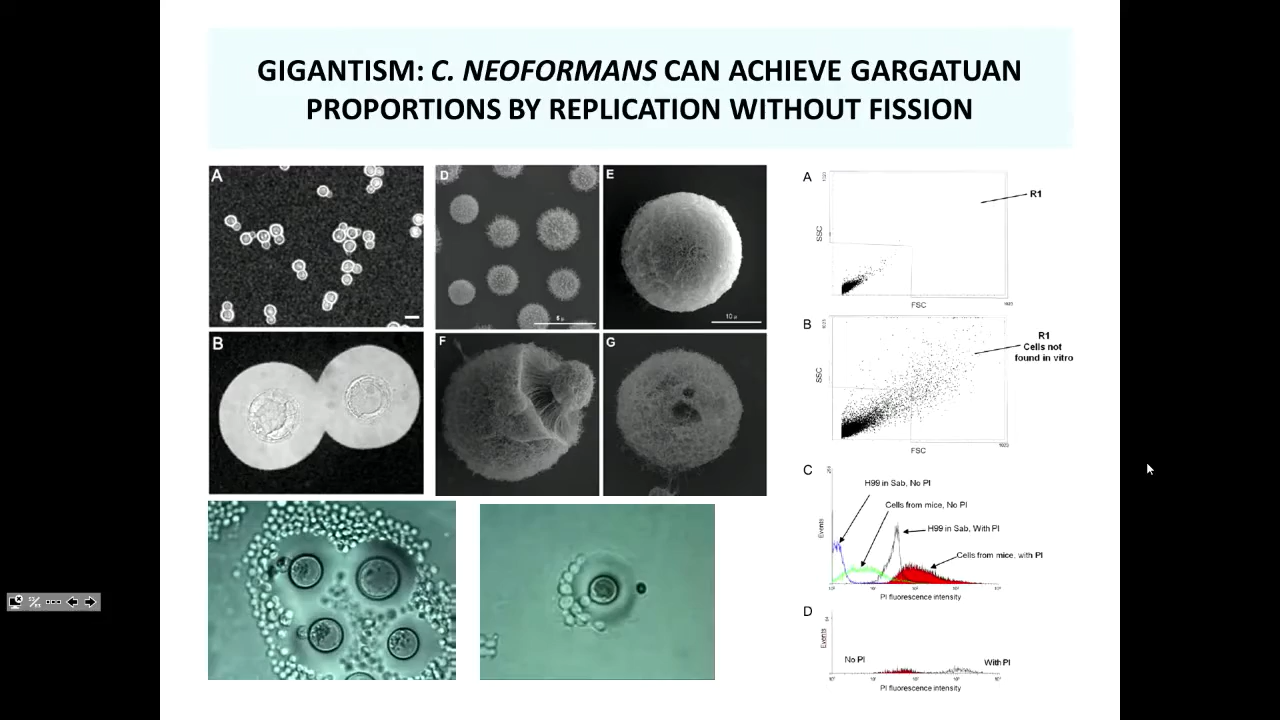 GIGANTISM: C. NEOFORMANS CAN ACHIEVE GARGATUAN
PROPORTIONS BY REPLICATION WITHOUT FISSION
A
B
D
5 µ
E
10 µ
F
G
A
R1
SSC
FSC
B
R1
Cells not
found in vitro
SSC
FSC
C
H99 in Sab, No PI
Cells from mice, No PI
H99 in Sab, With PI
Cells from mice, with PI
Events
PI fluorescence intensity
D
Events
No PI
With PI
PI fluorescence intensity